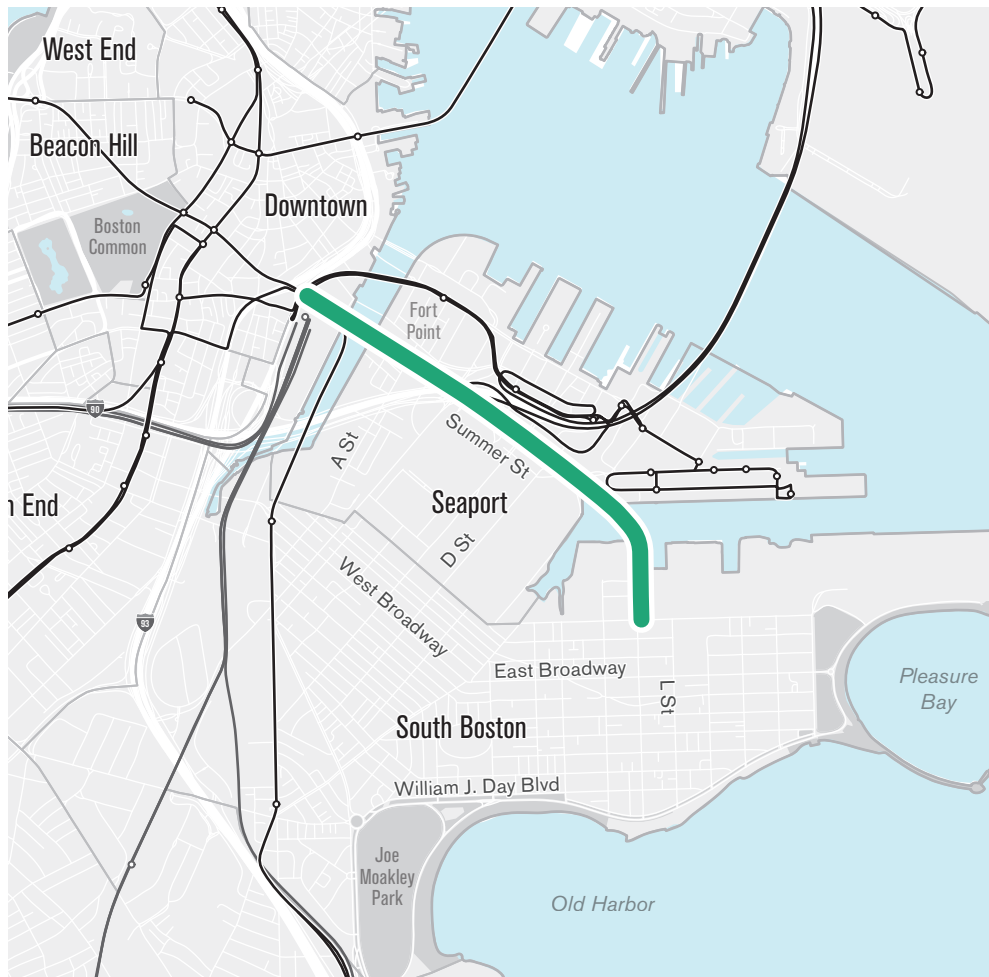 West End
Beacon Hill
Downtown
Boston
Common
Fort
Point
90
A St
Summer St
n End
Seaport
D St
West Broadway
93
East Broadway
L St
Pleasure
Bay
South Boston
William J. Day Blvd
Joe
Moakley
Park
Old Harbor